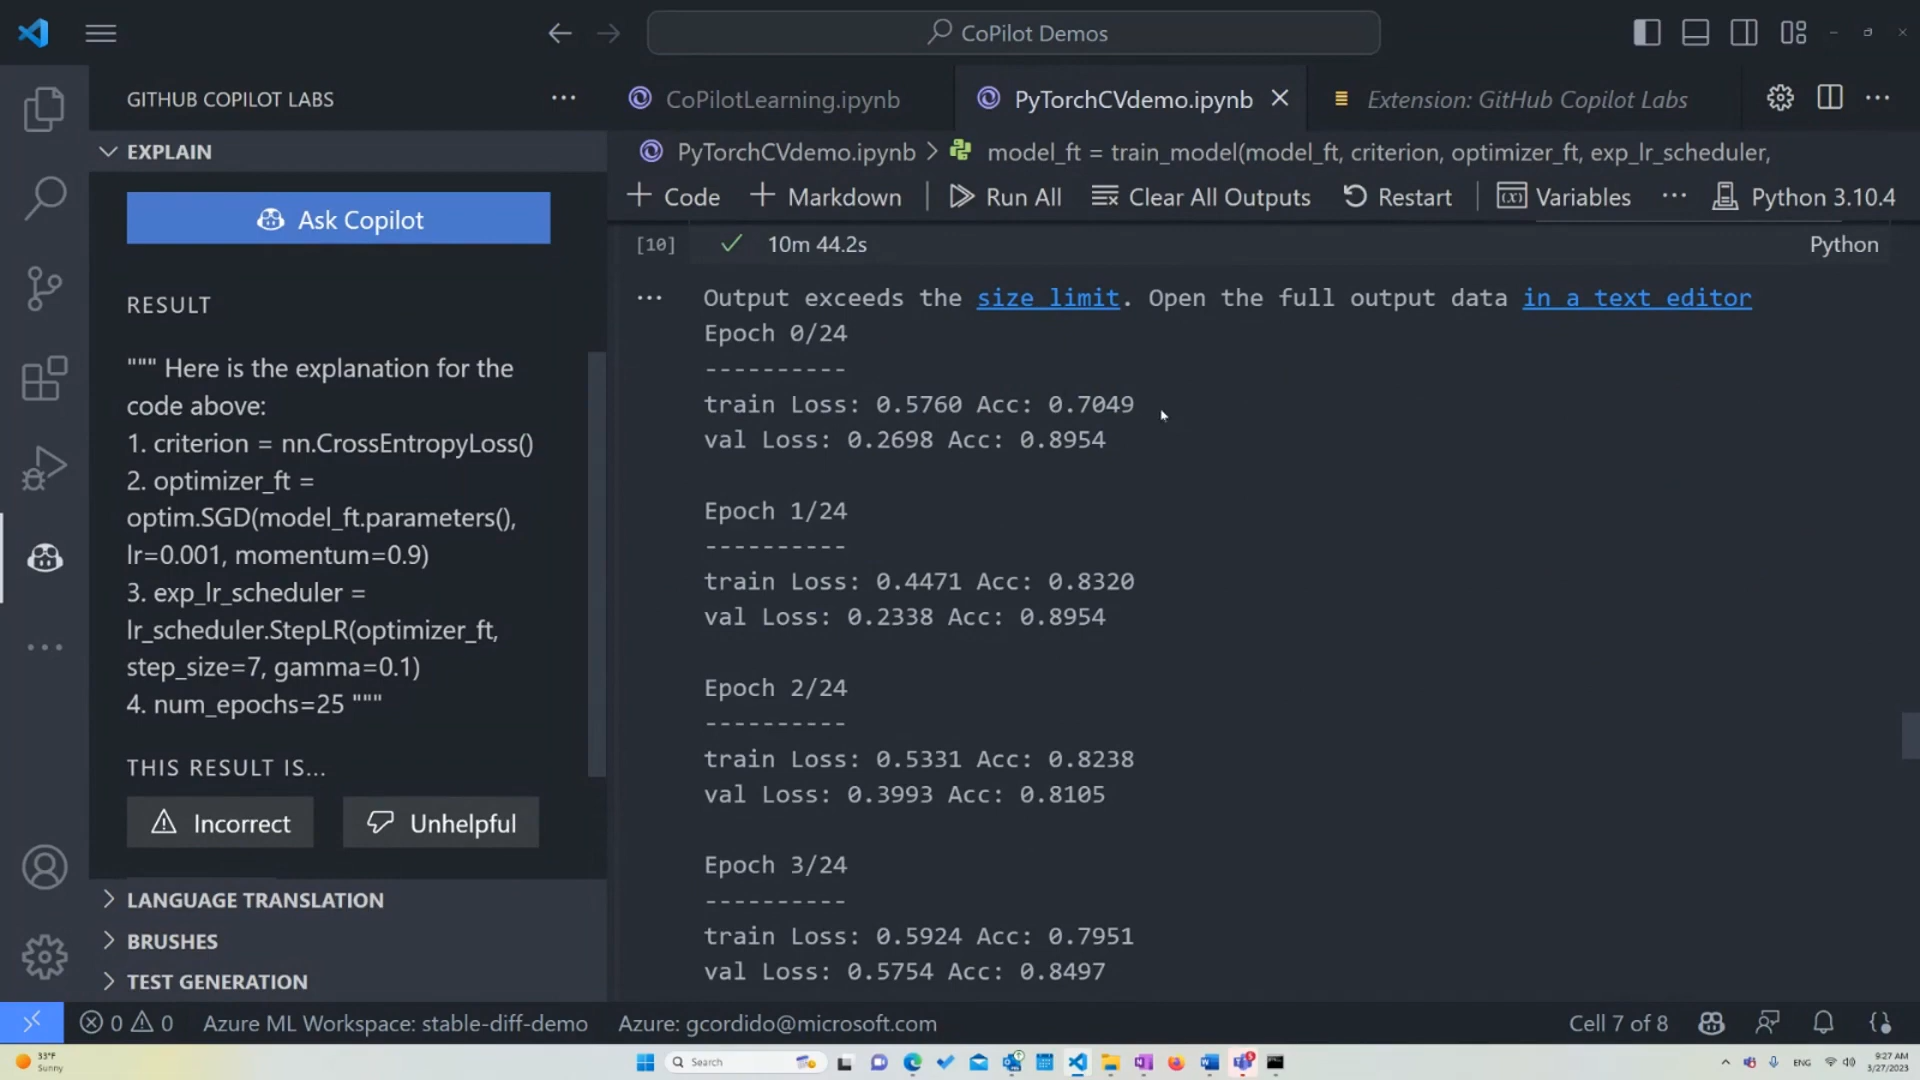 CoPilot Demos
GITHUB COPILOT LABS
EXPLAIN
Ask Copilot
RESULT
""" Here is the explanation for the
code above:
1. criterion = nn.CrossEntropyLoss()
2. optimizer_ft =
optim.SGD(model_ft.parameters(),
lr=0.001, momentum=0.9)
3. exp_lr_scheduler =
lr_scheduler.StepLR(optimizer_ft,
step_size=7, gamma=0.1)
4. num_epochs=25 """
THIS RESULT IS...
Incorrect
Unhelpful
LANGUAGE TRANSLATION
BRUSHES
TEST GENERATION
CoPilotLearning.ipynb
PyTorchCVdemo.ipynb
Extension: GitHub Copilot Labs
PyTorchCVdemo.ipynb > model_ft = train_model(model_ft, criterion, optimizer_ft, exp_lr_scheduler,
+ Code + Markdown | Run All Clear All Outputs Restart | Variables ... Python 3.10.4
[10] 10m 44.2s Python
Output exceeds the size limit. Open the full output data in a text editor
Epoch 0/24
----------
train Loss: 0.5760 Acc: 0.7049
val Loss: 0.2698 Acc: 0.8954
Epoch 1/24
----------
train Loss: 0.4471 Acc: 0.8320
val Loss: 0.2338 Acc: 0.8954
Epoch 2/24
----------
train Loss: 0.5331 Acc: 0.8238
val Loss: 0.3993 Acc: 0.8105
Epoch 3/24
----------
train Loss: 0.5924 Acc: 0.7951
val Loss: 0.5754 Acc: 0.8497
0 0 Azure ML Workspace: stable-diff-demo Azure: gcordido@microsoft.com Cell 7 of 8
33°F
Sunny
Search
ENG
9:27 AM
3/27/2023